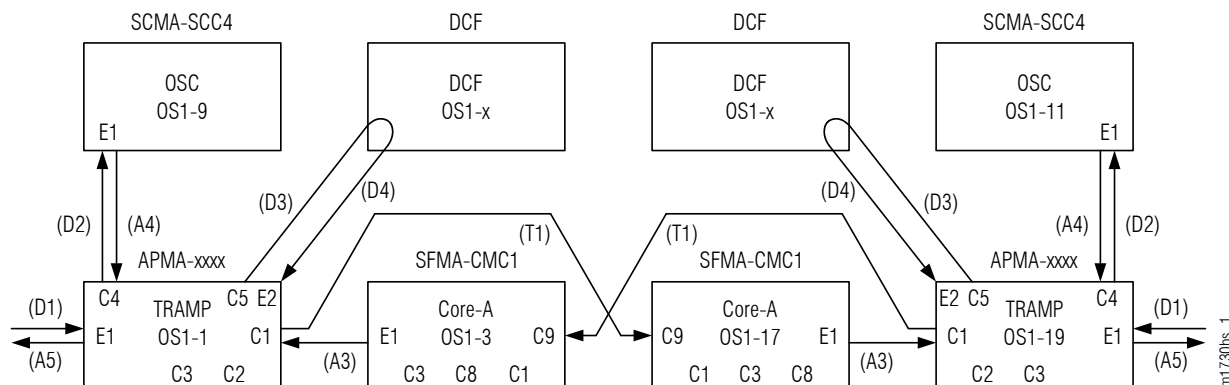 SCMA-SCC4 DCF DCF SCMA-SCC4
OSC DCF DCF OSC
OS1-9 OS1-x OS1-x OS1-11
E1 E1
(D3) (D4) (D4) (D3)
(D2) (A4) (T1) (T1) (A4) (D2)
APMA-xxxx SFMA-CMC1 SFMA-CMC1 APMA-xxxx
C4 C5 E2 E2 C5 C4
(D1) TRAMP Core-A Core-A TRAMP (D1)
E1 OS1-1 C1 E1 OS1-3 C9 C9 OS1-17 E1 C1 OS1-19 E1
(A5) (A3) (A3) (A5)
C3 C2 C3 C8 C1 C1 C3 C8 C2 C3